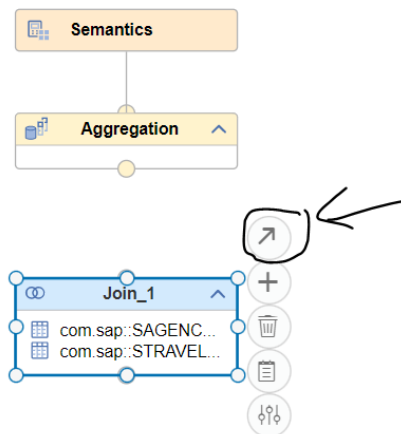 Semantics
Aggregation
Join_1
com.sap::SAGENC...
com.sap::STRAVEL...